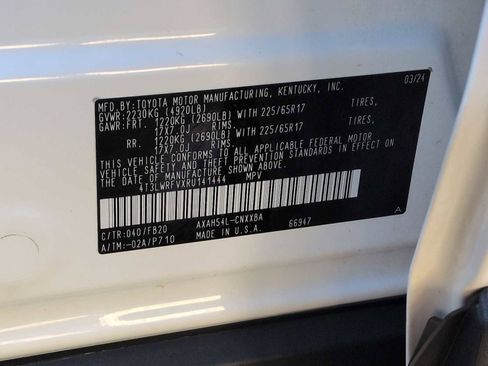 MFD.BY:TOYOTA MOTOR MANUFACTURING, KENTUCKY, INC. 03/24
GVWR:2230KG (4920LB)
GAWR:FRT. 1220KG (2690LB) WITH 225/65R17 TIRES,
17X7.0J RIMS,
RR. 1220KG (2690LB) WITH 225/65R17 TIRES,
17X7.0J RIMS.
THIS VEHICLE CONFORMS TO ALL APPLICABLE FEDERAL MOTOR
VEHICLE SAFETY AND THEFT PREVENTION STANDARDS IN EFFECT ON
THE DATE OF MANUFACTURE SHOWN ABOVE.
4T3LWRFVXRU141444 MPV
C/TR:040/FB20 AXAH54L-CNXXBA A
A/TM:-02A/P710 MADE IN U.S.A. 66947